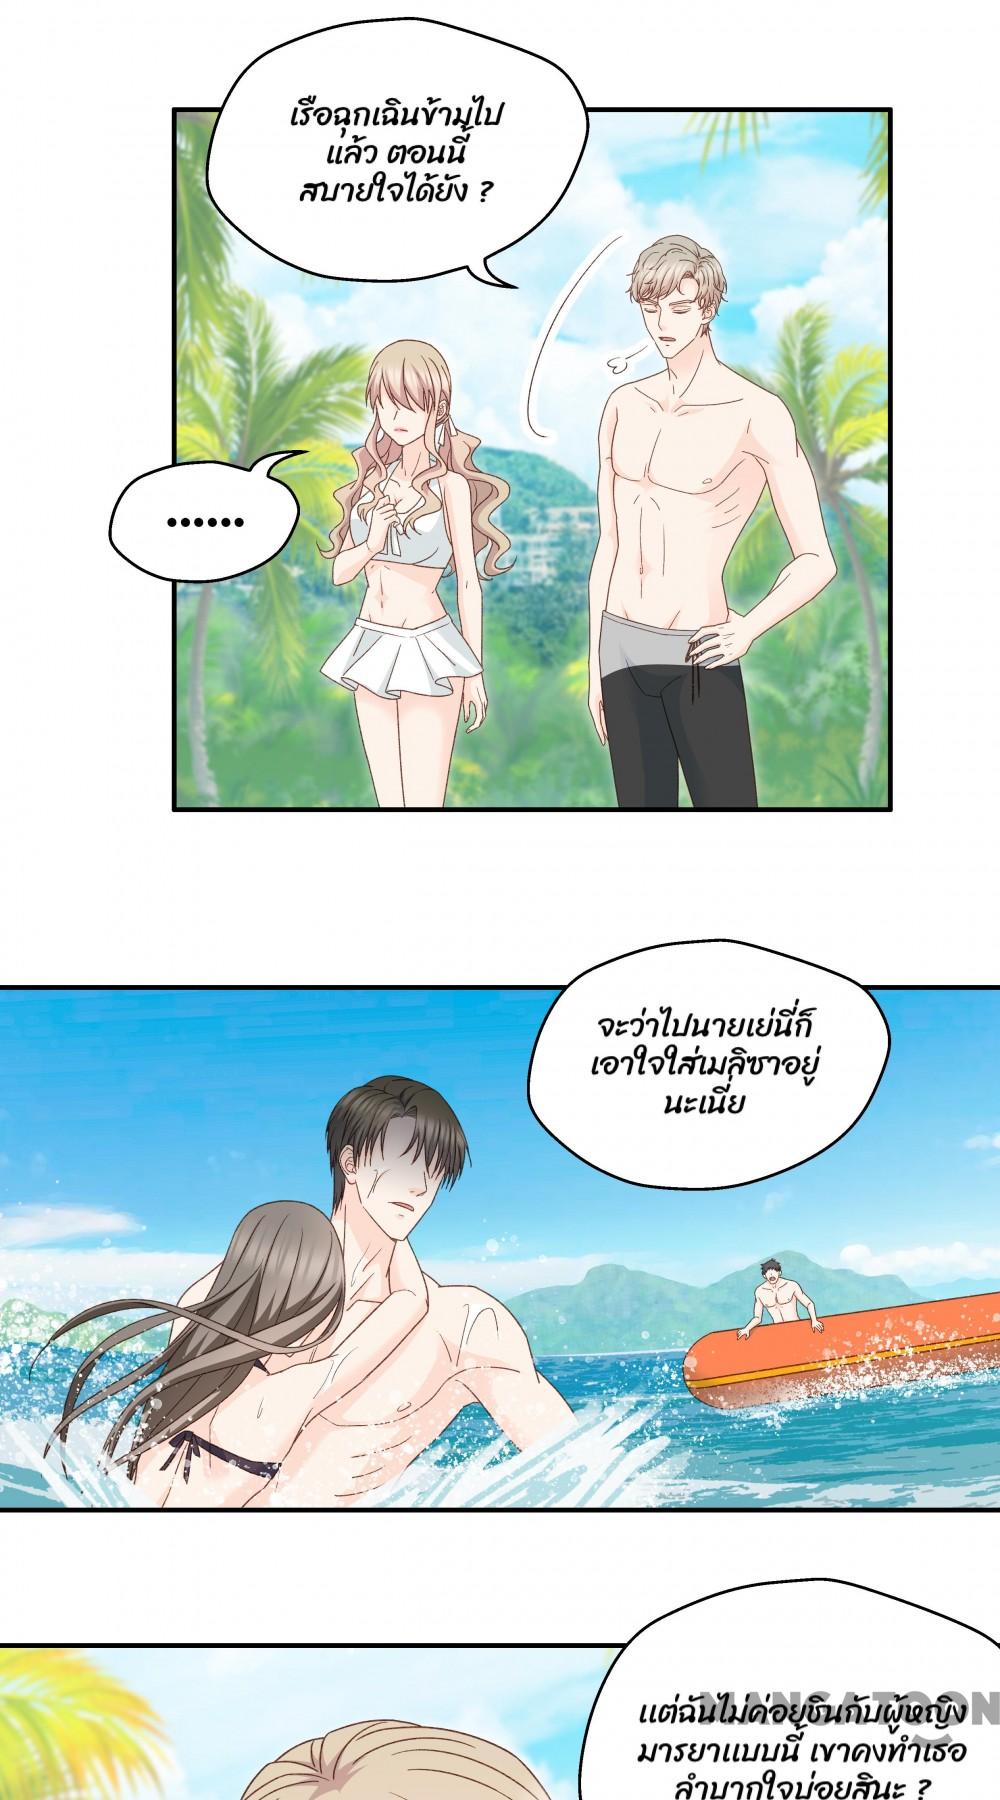 เรือฉุกเฉินข้ามไป
แล้ว ตอนนี้
สบายใจได้ยัง ?
......
จะว่าไปนายเย่นี่ก็
เอาใจใส่เมลิซาอยู่
นะเนี่ย
MANGATOON
แต่ฉันไม่ค่อยชินกับผู้หญิง
มารยาแบบนี้ เขาคงทำเธอ
ลำบากใจบ่อยสินะ ?